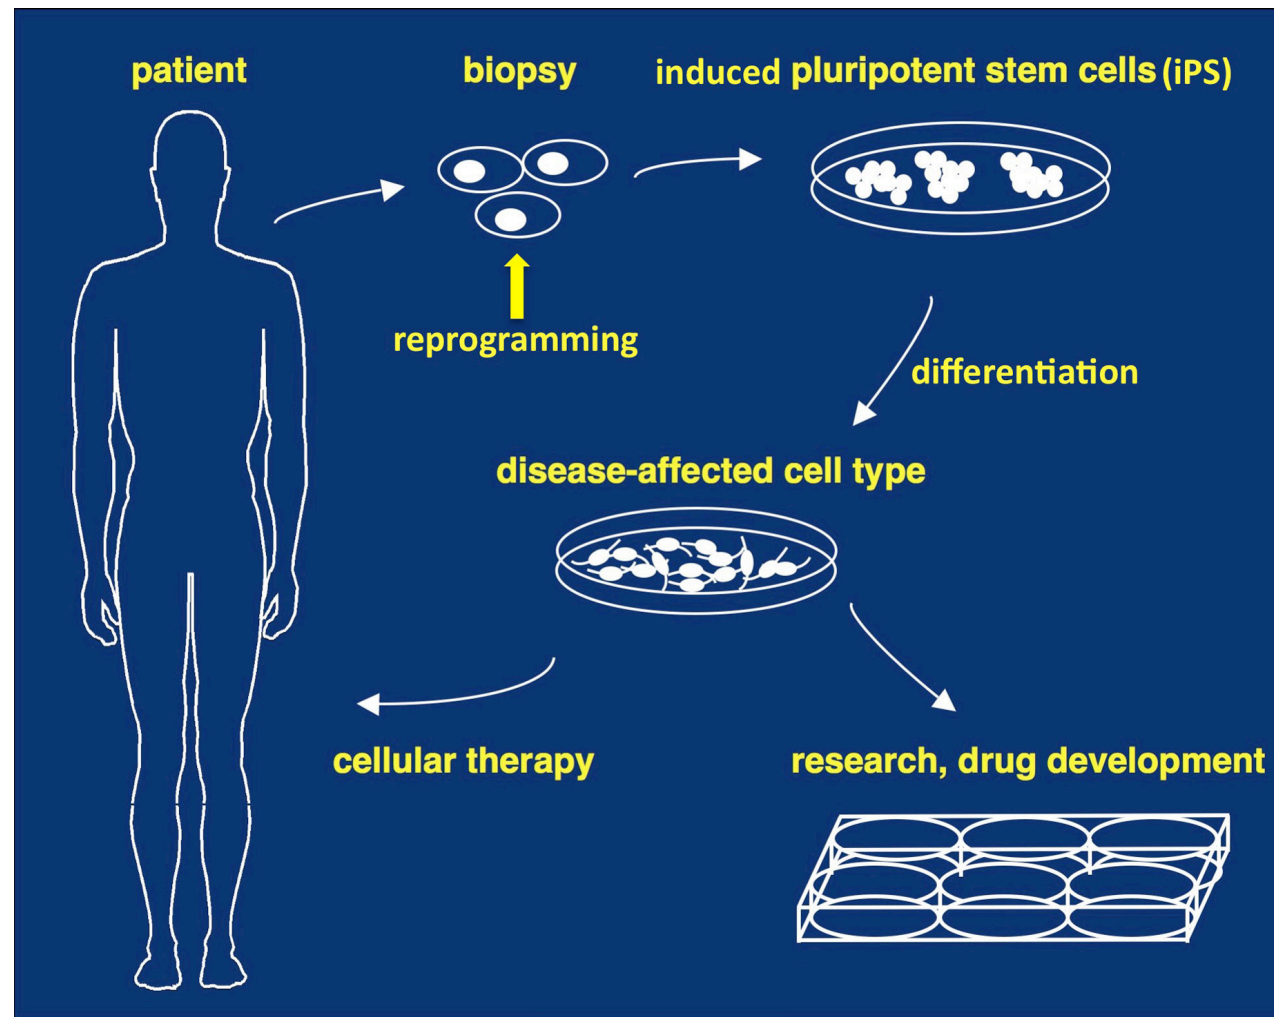 patient
biopsy
induced pluripotent stem cells (iPS)
reprogramming
differentiation
disease-affected cell type
cellular therapy
research, drug development